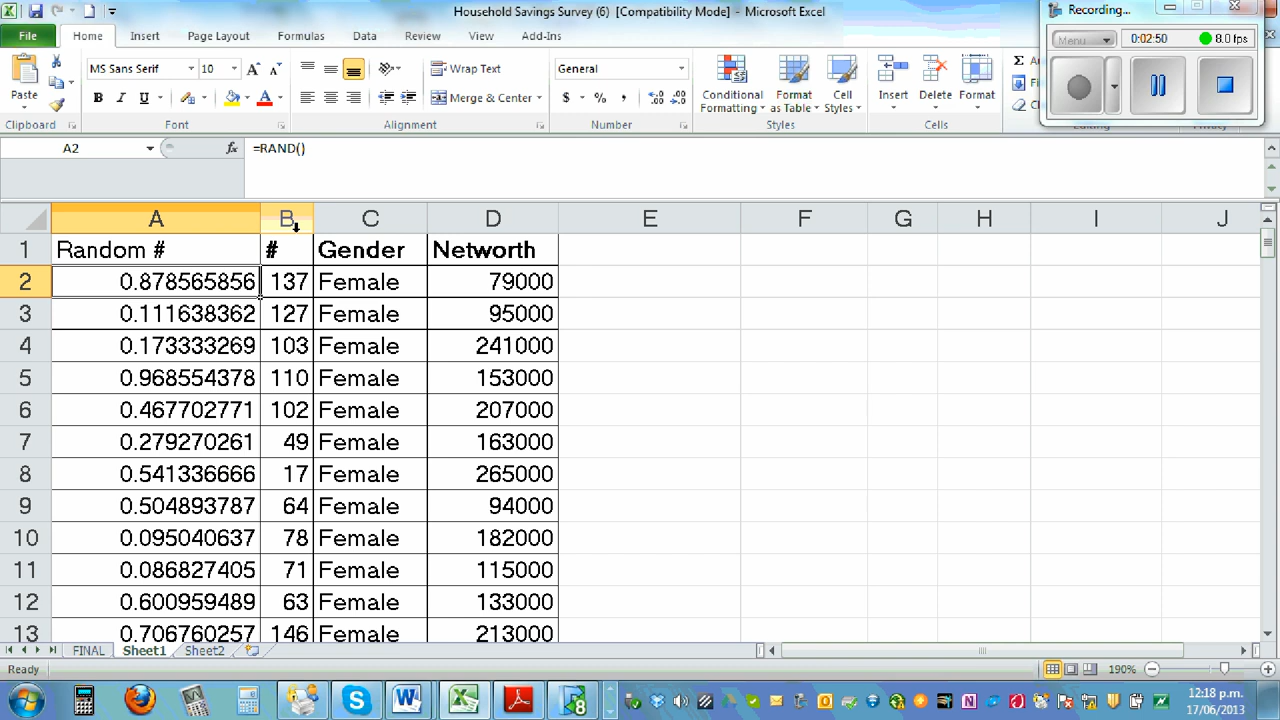 Household Savings Survey (6) [Compatibility Mode] - Microsoft Excel
Recording...
File Home Insert Page Layout Formulas Data Review View Add-Ins
Menu 0:02:50 8.0 fps
MS Sans Serif 10 Wrap Text General
Paste B I U Merge & Center $ % , Conditional Formatting Format as Table Cell Styles Insert Delete Format
Clipboard Font Alignment Number Styles Cells
A2 fx =RAND()
A B C D E F G H I J
1 Random # # Gender Networth
2 0.878565856 137 Female 79000
3 0.111638362 127 Female 95000
4 0.173333269 103 Female 241000
5 0.968554378 110 Female 153000
6 0.467702771 102 Female 207000
7 0.279270261 49 Female 163000
8 0.541336666 17 Female 265000
9 0.504893787 64 Female 94000
10 0.095040637 78 Female 182000
11 0.086827405 71 Female 115000
12 0.600959489 63 Female 133000
13 0.706760257 146 Female 213000
FINAL Sheet1 Sheet2
Ready 190%
12:18 p.m.
17/06/2013